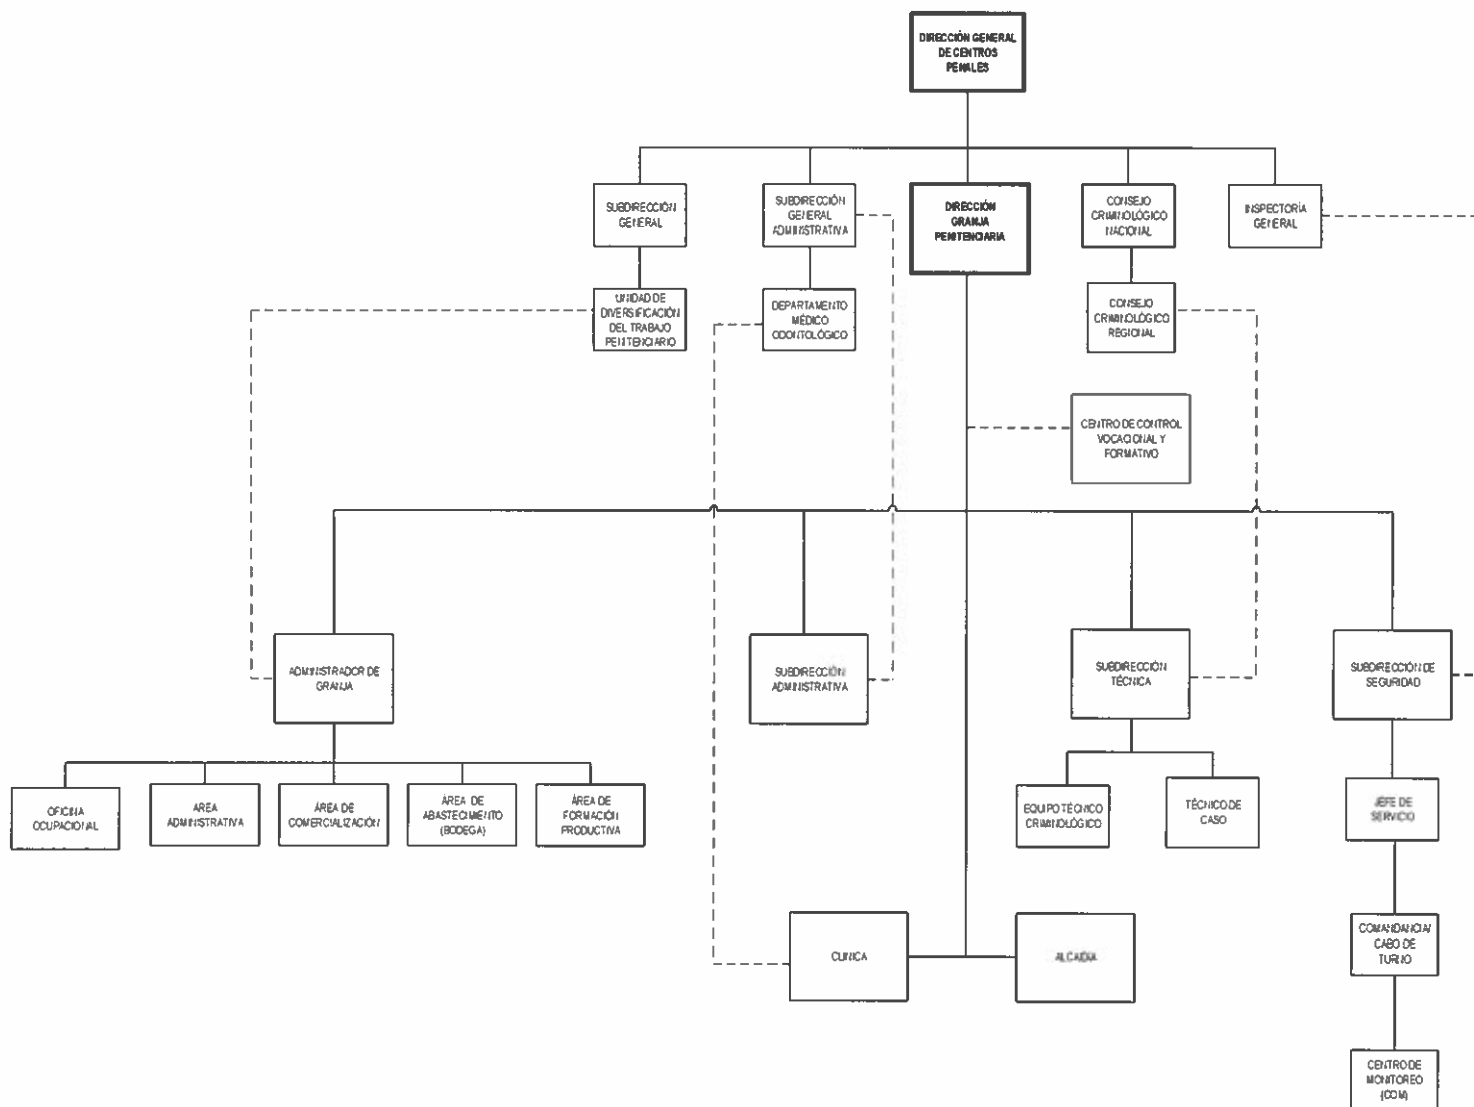 DIRECCIÓN GENERAL
DE CENTROS
PENALES
SUBDIRECCIÓN
GENERAL
SUBDIRECCIÓN
GENERAL
ADMINISTRATIVA
DIRECCIÓN
GRANJA
PENITENCIARIA
CONSEJO
CRIMINOLÓGICO
NACIONAL
INSPECTORÍA
GENERAL
UNIDAD DE
DIVERSIFICACIÓN
DEL TRABAJO
PENITENCIARIO
DEPARTAMENTO
MÉDICO
ODONTOLÓGICO
CONSEJO
CRIMINOLÓGICO
REGIONAL
CENTRO DE CONTROL
VOCACIONAL Y
FORMATIVO
ADMINISTRADOR DE
GRANJA
SUBDIRECCIÓN
ADMINISTRATIVA
SUBDIRECCIÓN
TÉCNICA
SUBDIRECCIÓN DE
SEGURIDAD
OFICINA
OCUPACIONAL
AREA
ADMINISTRATIVA
ÁREA DE
COMERCIALIZACIÓN
ÁREA DE
ABASTECIMIENTO
(BODEGA)
ÁREA DE
FORMACIÓN
PRODUCTIVA
EQUIPO TÉCNICO
CRIMINOLÓGICO
TÉCNICO DE
CASO
JEFE DE
SERVICIO
CLINICA
ALCAIDIA
COMANDANCIA/
CABO DE
TURNO
CENTRO DE
MONITOREO
(COM)